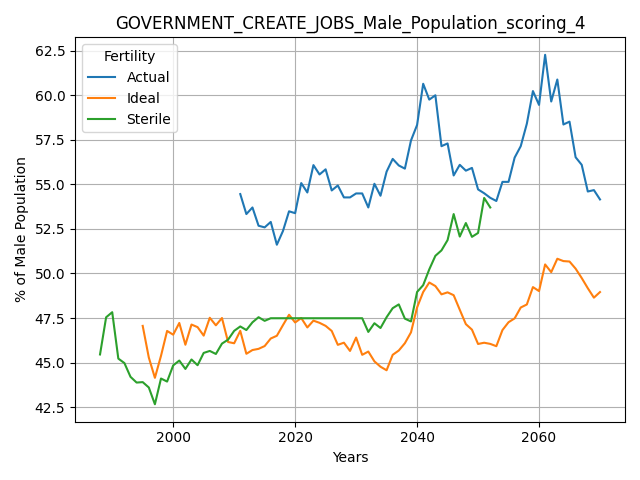 GOVERNMENT_CREATE_JOBS_Male_Population_scoring_4
Fertility
Actual
Ideal
Sterile
62.5
60.0
57.5
55.0
52.5
50.0
47.5
45.0
42.5
% of Male Population
2000 2020 2040 2060
Years